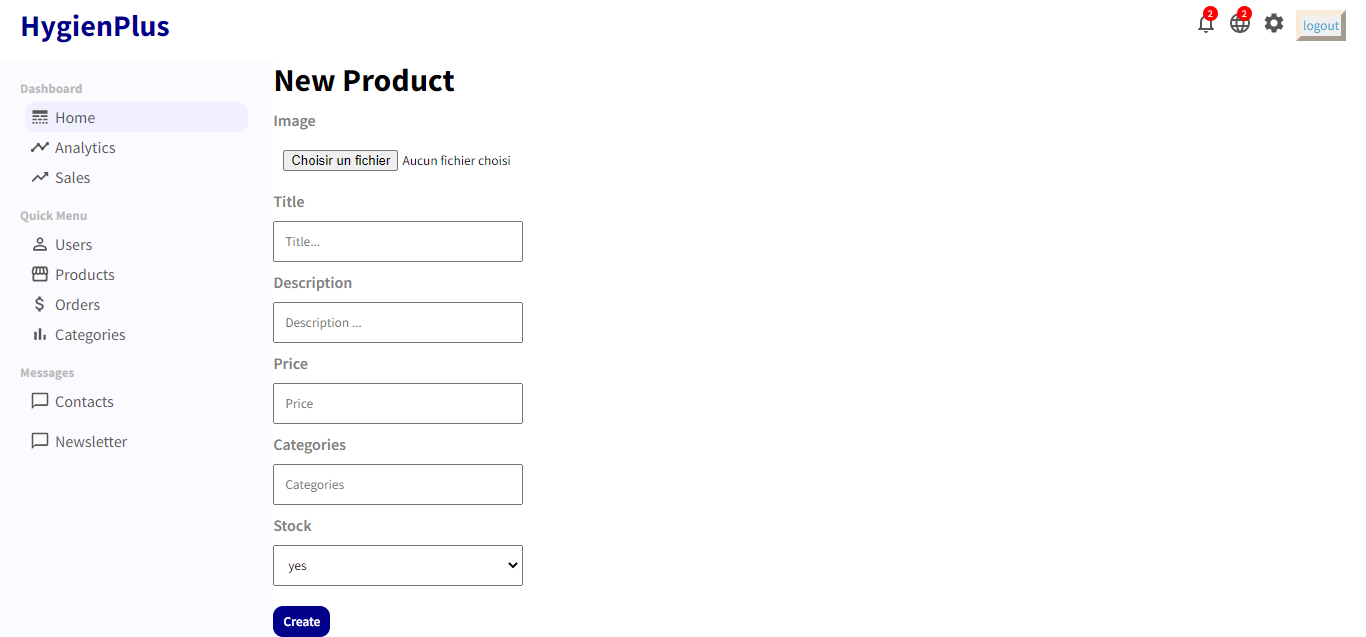 HygienPlus
2
2
logout
Dashboard
Home
Analytics
Sales
Quick Menu
Users
Products
Orders
Categories
Messages
Contacts
Newsletter
New Product
Image
Choisir un fichier Aucun fichier choisi
Title
Title...
Description
Description ...
Price
Price
Categories
Categories
Stock
yes
Create